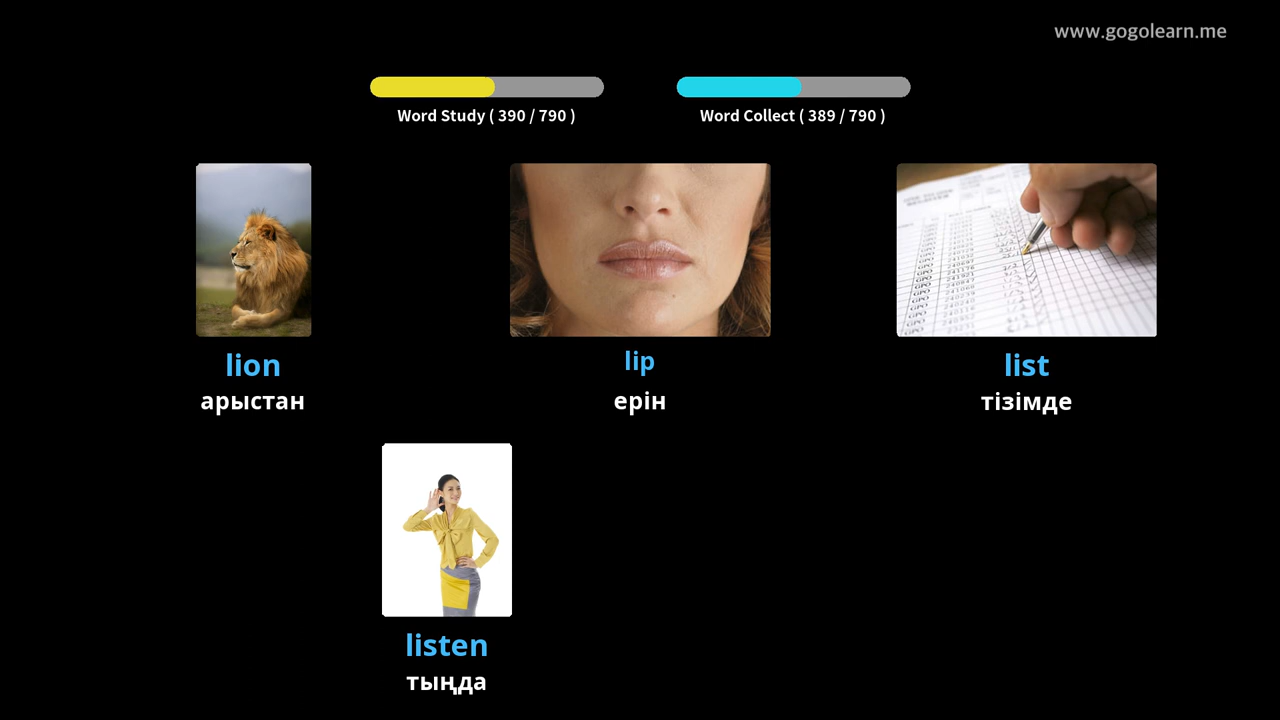 www.gogolearn.me
Word Study ( 390 / 790 )
Word Collect ( 389 / 790 )
lion
арыстан
lip
ерін
list
тізімде
listen
тыңда